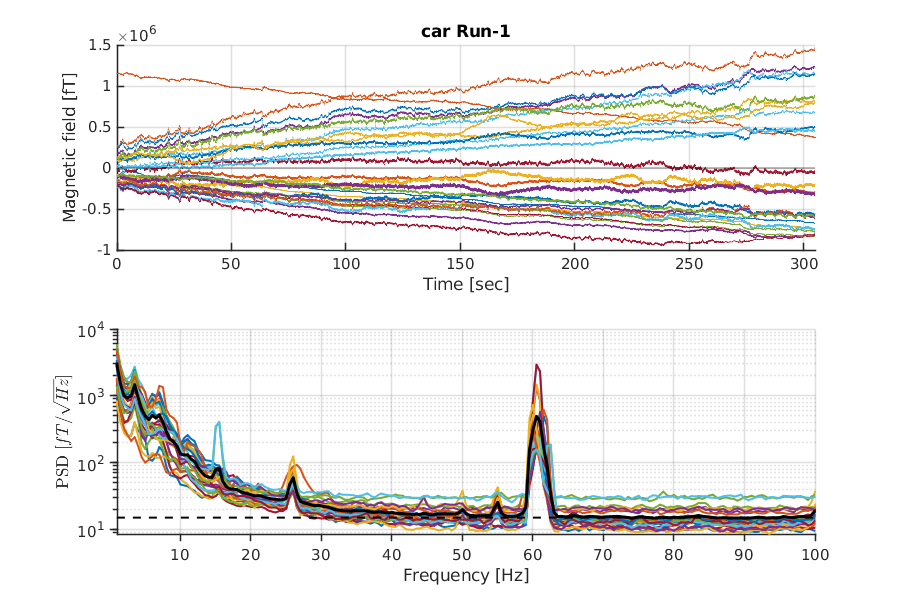 car Run-1
×10⁶
1.5
1
0.5
0
-0.5
-1
Magnetic field [fT]
0 50 100 150 200 250 300
Time [sec]
10⁴
10³
10²
10¹
PSD [fT/√Hz]
10 20 30 40 50 60 70 80 90 100
Frequency [Hz]